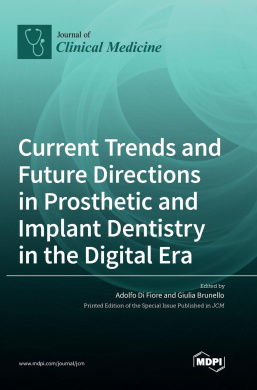 Journal of
Clinical Medicine
Current Trends and
Future Directions
in Prosthetic and
Implant Dentistry
in the Digital Era
Edited by
Adolfo Di Fiore and Giulia Brunello
Printed Edition of the Special Issue Published in JCM
www.mdpi.com/journal/jcm
MDPI